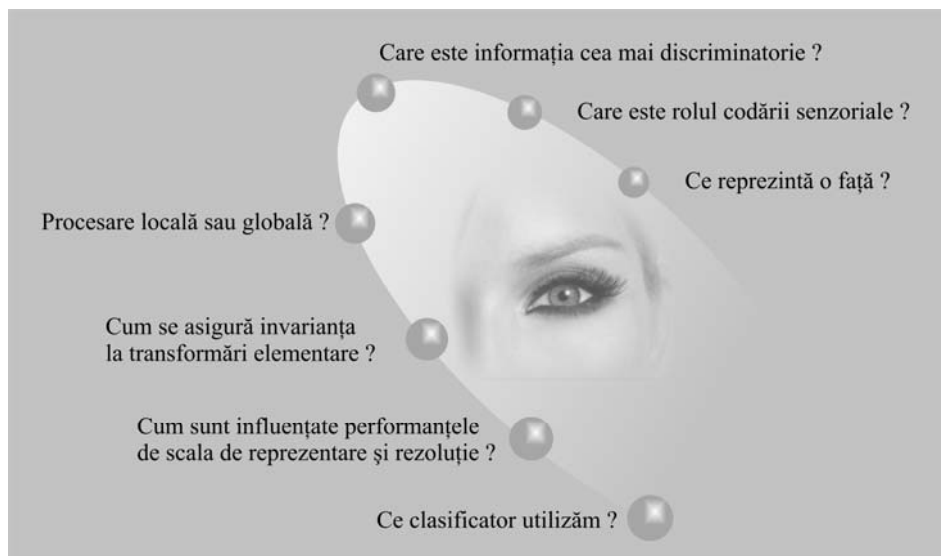 Care este informația cea mai discriminatorie ?
Care este rolul codării senzoriale ?
Ce reprezintă o față ?
Procesare locală sau globală ?
Cum se asigură invarianța
la transformări elementare ?
Cum sunt influențate performanțele
de scala de reprezentare şi rezoluție ?
Ce clasificator utilizăm ?